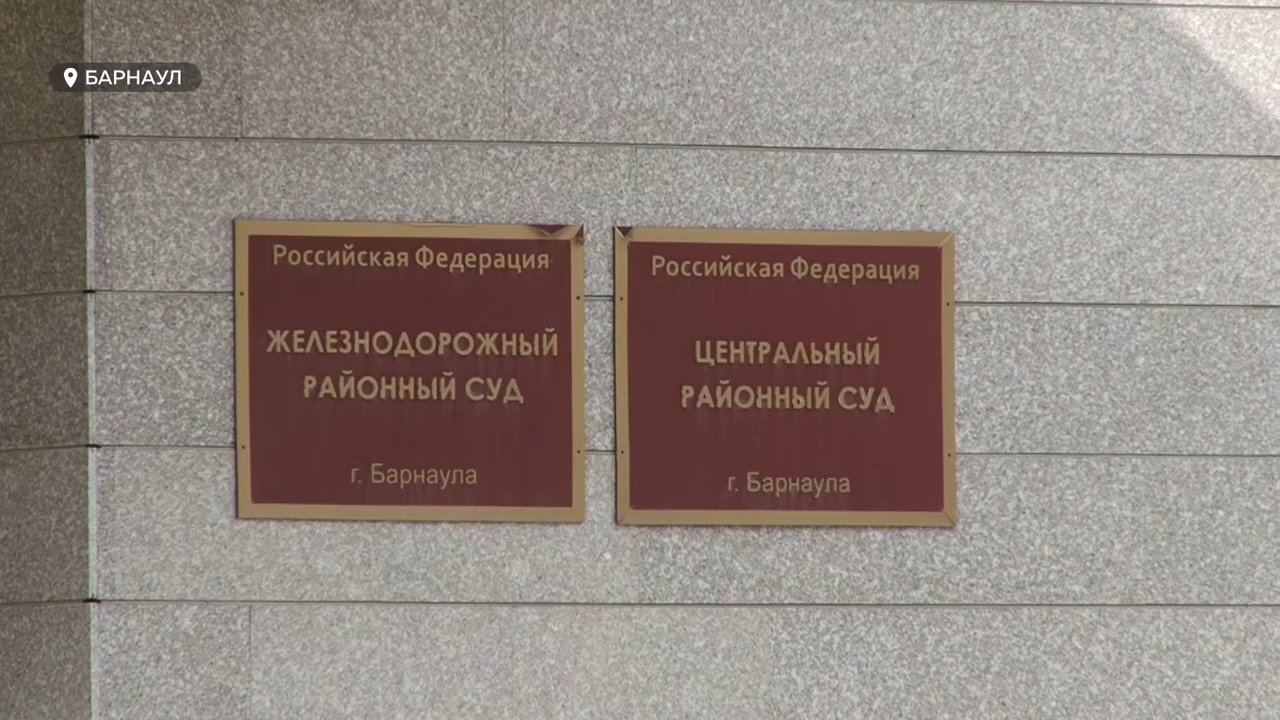 БАРНАУЛ
Российская Федерация
ЖЕЛЕЗНОДОРОЖНЫЙ
РАЙОННЫЙ СУД
г. Барнаула
Российская Федерация
ЦЕНТРАЛЬНЫЙ
РАЙОННЫЙ СУД
г. Барнаула